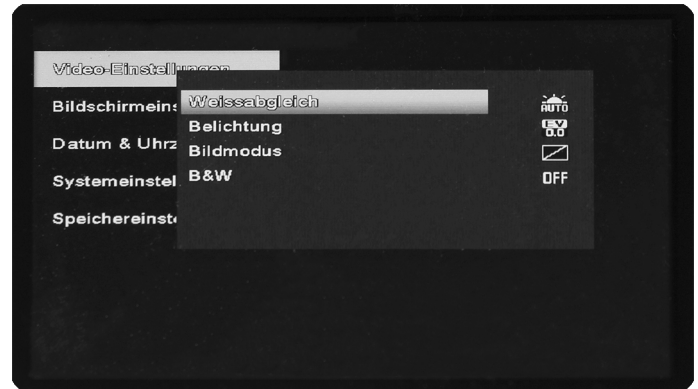 Video-Einstellungen
Bildschirmeins
Weissabgleich AUTO
Belichtung EV 0.0
Datum & Uhrz
Bildmodus
Systemeinstel
B&W OFF
Speichereinste